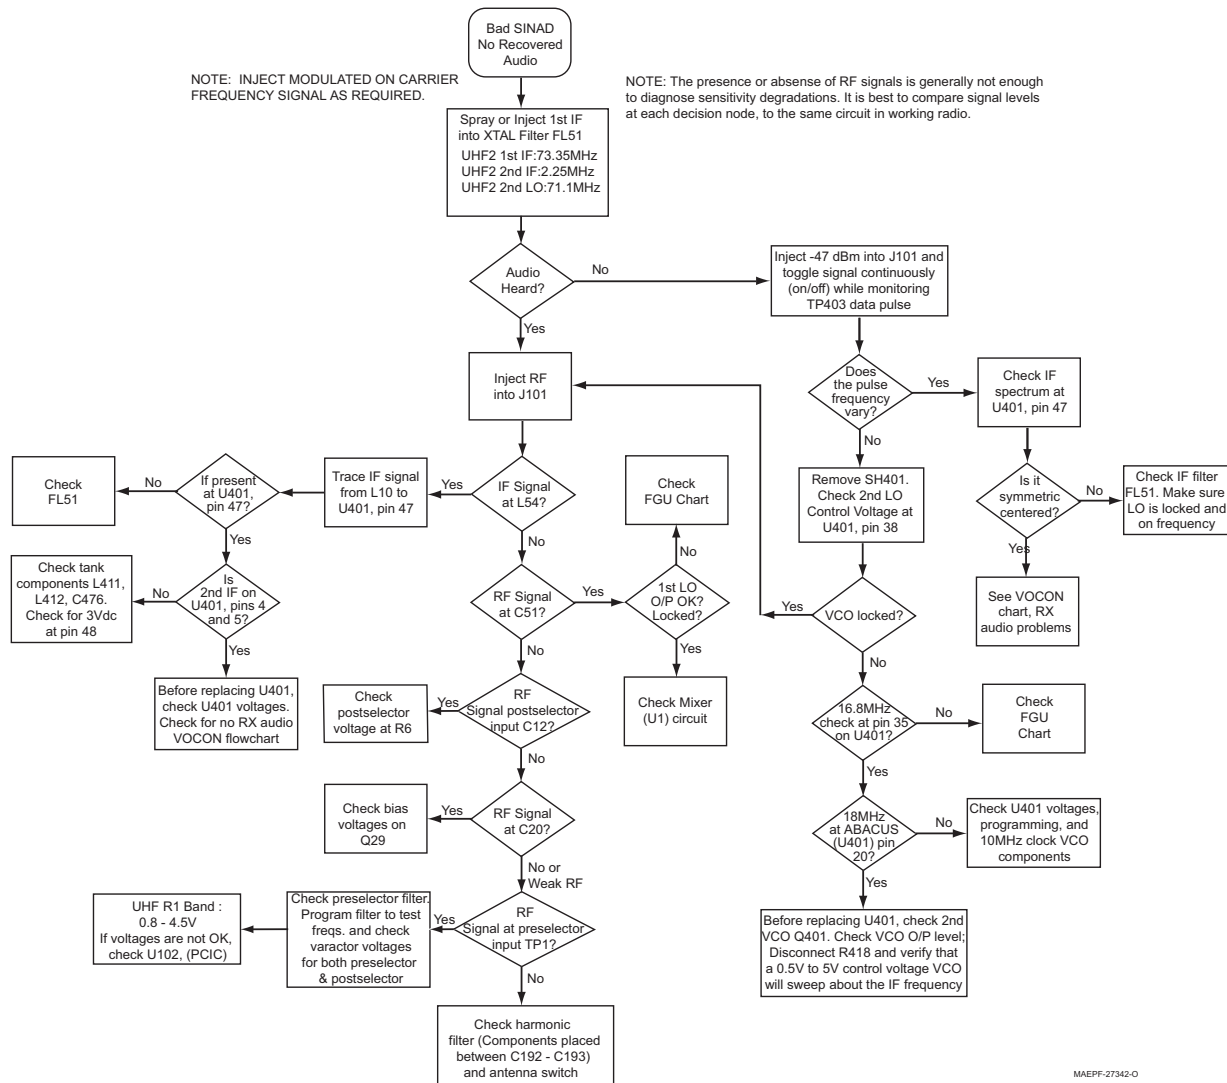 Bad SINAD
No Recovered
Audio
NOTE: INJECT MODULATED ON CARRIER
FREQUENCY SIGNAL AS REQUIRED.
NOTE: The presence or absense of RF signals is generally not enough
to diagnose sensitivity degradations. It is best to compare signal levels
at each decision node, to the same circuit in working radio.
Spray or Inject 1st IF
into XTAL Filter FL51
UHF2 1st IF:73.35MHz
UHF2 2nd IF:2.25MHz
UHF2 2nd LO:71.1MHz
Audio
Heard?
No
Yes
Inject -47 dBm into J101 and
toggle signal continuously
(on/off) while monitoring
TP403 data pulse
Inject RF
into J101
Does
the pulse
frequency
vary?
Yes
No
Check IF
spectrum at
U401, pin 47
Check
FL51
No
If present
at U401,
pin 47?
Yes
Trace IF signal
from L10 to
U401, pin 47
Yes
IF Signal
at L54?
No
Check
FGU Chart
No
Remove SH401.
Check 2nd LO
Control Voltage at
U401, pin 38
Is it
symmetric
centered?
No
Yes
Check IF filter
FL51. Make sure
LO is locked and
on frequency
Check tank
components L411,
L412, C476.
Check for 3Vdc
at pin 48
No
Is
2nd IF on
U401, pins 4
and 5?
Yes
RF Signal
at C51?
Yes
No
1st LO
O/P OK?
Locked?
Yes
Yes
VCO locked?
No
See VOCON
chart, RX
audio problems
Before replacing U401,
check U401 voltages.
Check for no RX audio
VOCON flowchart
Check
postselector
voltage at R6
Yes
RF
Signal postselector
input C12?
No
Check Mixer
(U1) circuit
16.8MHz
check at pin 35
on U401?
No
Yes
Check
FGU
Chart
Check bias
voltages on
Q29
Yes
RF Signal
at C20?
No or
Weak RF
18MHz
at ABACUS
(U401) pin
20?
No
Yes
Check U401 voltages,
programming, and
10MHz clock VCO
components
UHF R1 Band :
0.8 - 4.5V
If voltages are not OK,
check U102, (PCIC)
Check preselector filter.
Program filter to test
freqs. and check
varactor voltages
for both preselector
& postselector
Yes
RF
Signal at preselector
input TP1?
No
Before replacing U401, check 2nd
VCO Q401. Check VCO O/P level;
Disconnect R418 and verify that
a 0.5V to 5V control voltage VCO
will sweep about the IF frequency
Check harmonic
filter (Components placed
between C192 - C193)
and antenna switch
MAEPF-27342-O